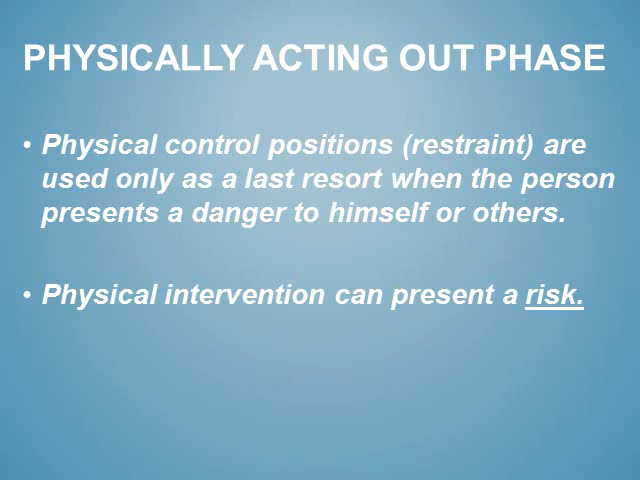 PHYSICALLY ACTING OUT PHASE
• Physical control positions (restraint) are
used only as a last resort when the person
presents a danger to himself or others.
• Physical intervention can present a risk.